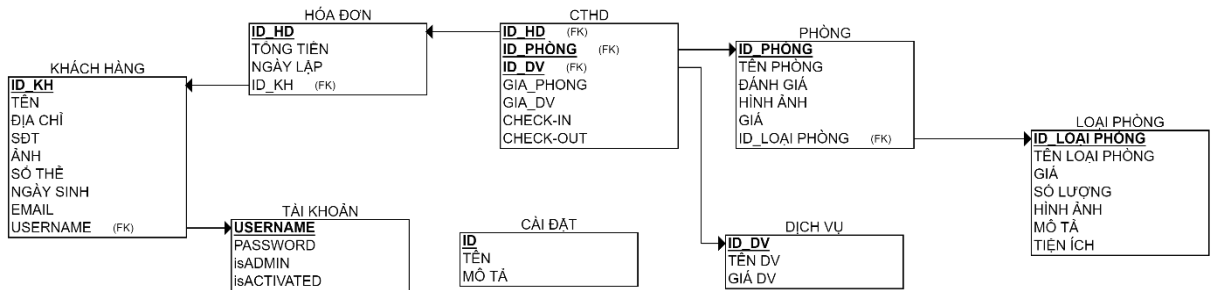 HÓA ĐƠN
ID_HD
TỔNG TIỀN
NGÀY LẬP
ID_KH (FK)
CTHD
ID_HD (FK)
ID_PHÒNG (FK)
ID_DV (FK)
GIA_PHONG
GIA_DV
CHECK-IN
CHECK-OUT
PHÒNG
ID_PHÒNG
TÊN PHÒNG
ĐÁNH GIÁ
HÌNH ẢNH
GIÁ
ID_LOẠI PHÒNG (FK)
KHÁCH HÀNG
ID_KH
TÊN
ĐỊA CHỈ
SĐT
ẢNH
SỐ THẺ
NGÀY SINH
EMAIL
USERNAME (FK)
LOẠI PHÒNG
ID_LOẠI PHÒNG
TÊN LOẠI PHÒNG
GIÁ
SỐ LƯỢNG
HÌNH ẢNH
MÔ TẢ
TIỆN ÍCH
TÀI KHOẢN
USERNAME
PASSWORD
isADMIN
isACTIVATED
CÀI ĐẶT
ID
TÊN
MÔ TẢ
DỊCH VỤ
ID_DV
TÊN DV
GIÁ DV